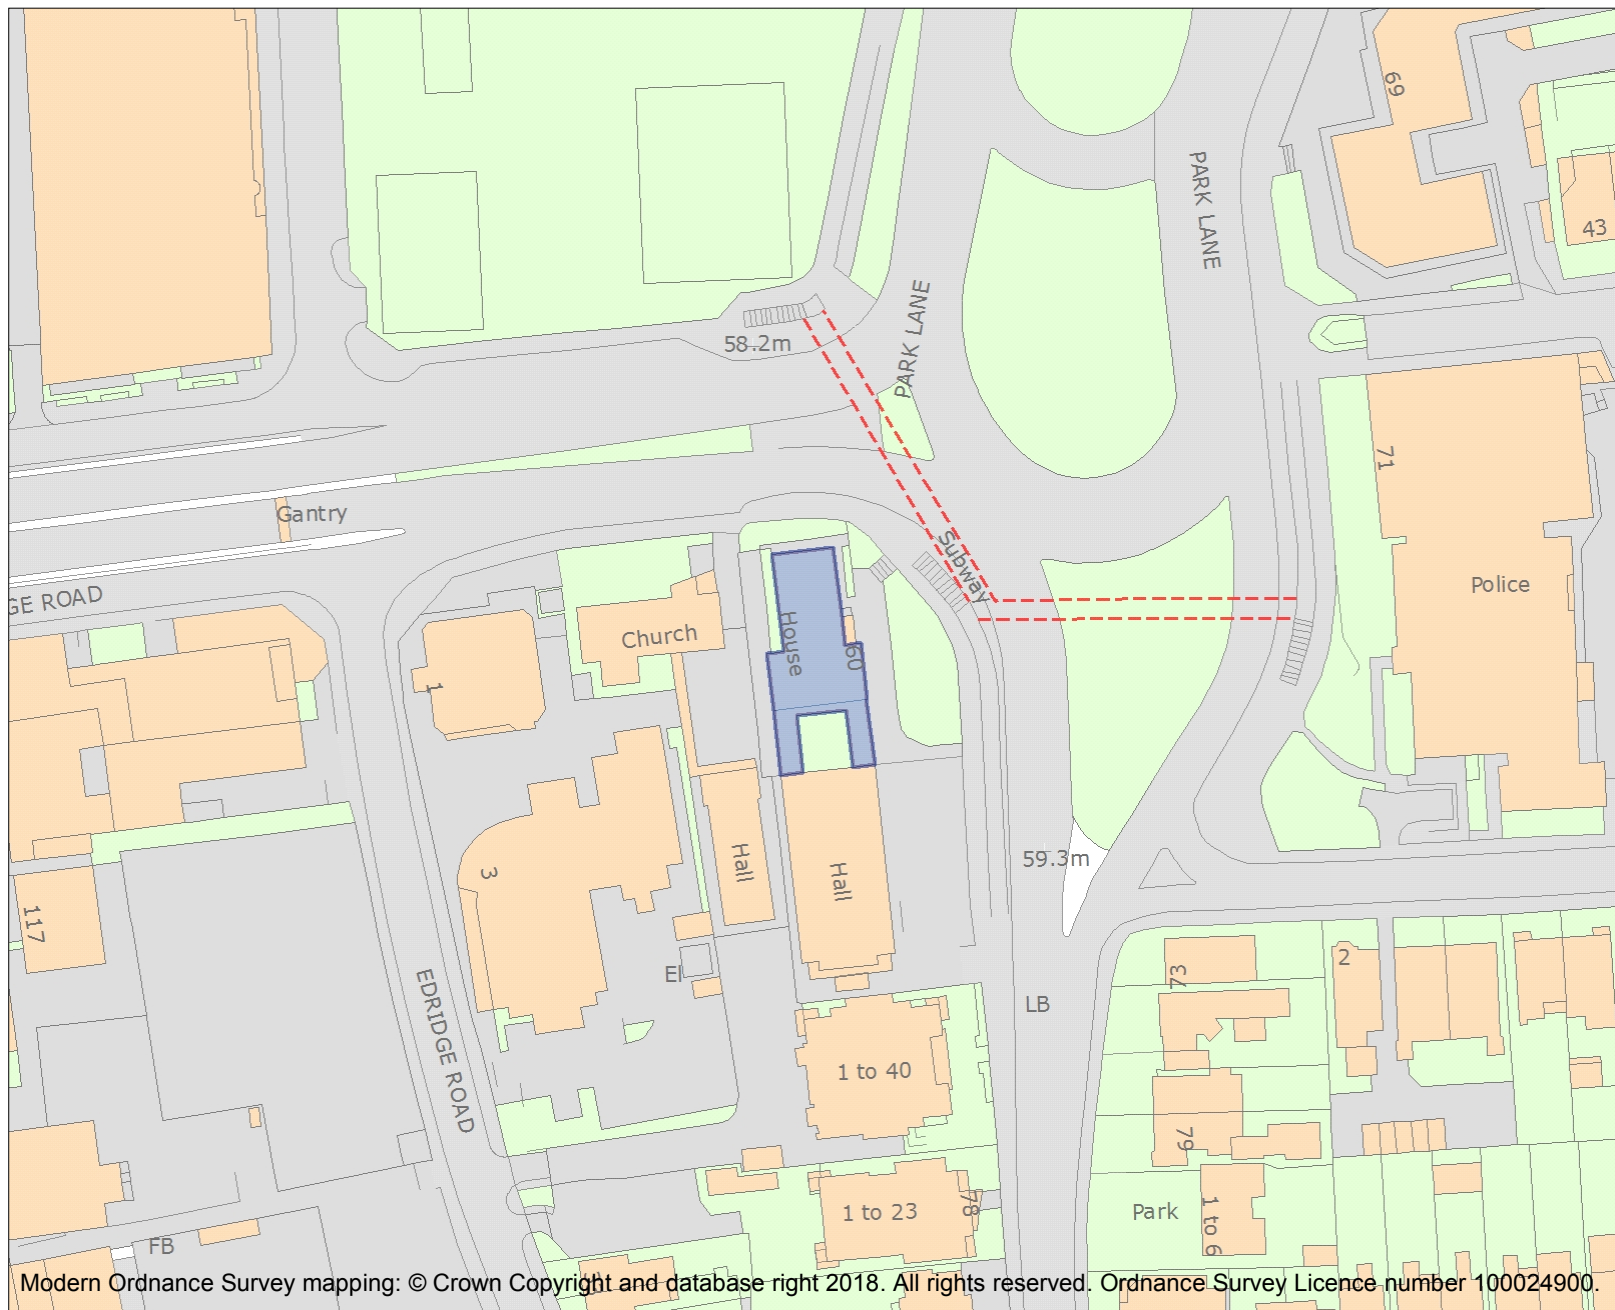 69
PARK LANE
43
PARK LANE
58.2m
71
Gantry
Subway
Police
GE ROAD
Church
House
60
1
59.3m
3
Hall
Hall
117
EDRIDGE ROAD
El
LB
73
2
1 to 40
79
1 to 23
78
Park
1 to 6
FB
Modern Ordnance Survey mapping: © Crown Copyright and database right 2018. All rights reserved. Ordnance Survey Licence number 100024900.